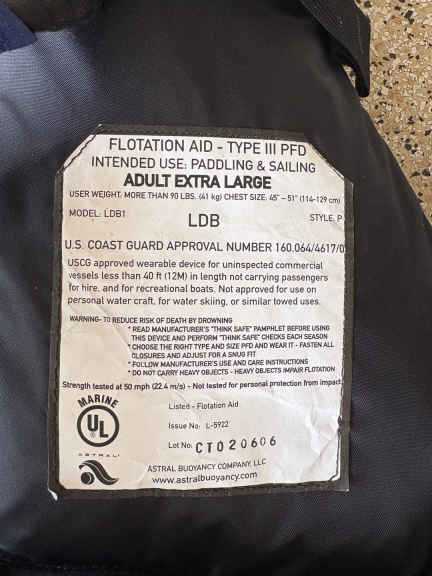 FLOTATION AID - TYPE III PFD
INTENDED USE: PADDLING & SAILING
ADULT EXTRA LARGE
USER WEIGHT: MORE THAN 90 LBS. (41 kg) CHEST SIZE: 45" – 51" (114-129 cm)
MODEL: LDB1
LDB
STYLE: P
U.S. COAST GUARD APPROVAL NUMBER 160.064/4617/0
USCG approved wearable device for uninspected commercial
vessels less than 40 ft (12M) in length not carrying passengers
for hire, and for recreational boats. Not approved for use on
personal water craft, for water skiing, or similar towed uses.
WARNING- TO REDUCE RISK OF DEATH BY DROWNING
* READ MANUFACTURER'S "THINK SAFE" PAMPHLET BEFORE USING
THIS DEVICE AND PERFORM "THINK SAFE" CHECKS EACH SEASON
* CHOOSE THE RIGHT TYPE AND SIZE PFD AND WEAR IT - FASTEN ALL
CLOSURES AND ADJUST FOR A SNUG FIT
* FOLLOW MANUFACTURER'S USE AND CARE INSTRUCTIONS
* DO NOT CARRY HEAVY OBJECTS - HEAVY OBJECTS IMPAIR FLOTATION
Strength tested at 50 mph (22.4 m/s) - Not tested for personal protection from impact
MARINE
UL
®
Listed - Flotation Aid
Issue No: L-5922
Lot No: CT020606
ASTRAL
ASTRAL BUOYANCY COMPANY, LLC
www.astralbuoyancy.com